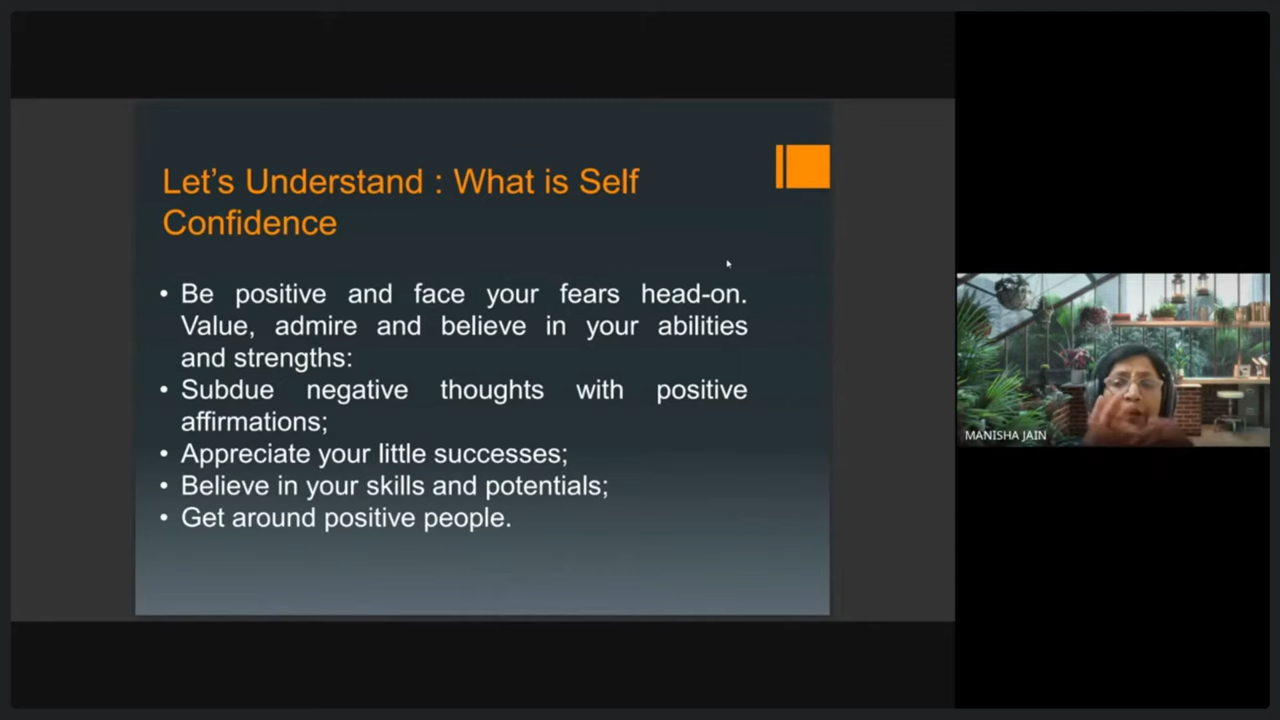 Let’s Understand : What is Self
Confidence
• Be positive and face your fears head-on.
Value, admire and believe in your abilities
and strengths:
• Subdue negative thoughts with positive
affirmations;
• Appreciate your little successes;
• Believe in your skills and potentials;
• Get around positive people.
MANISHA JAIN